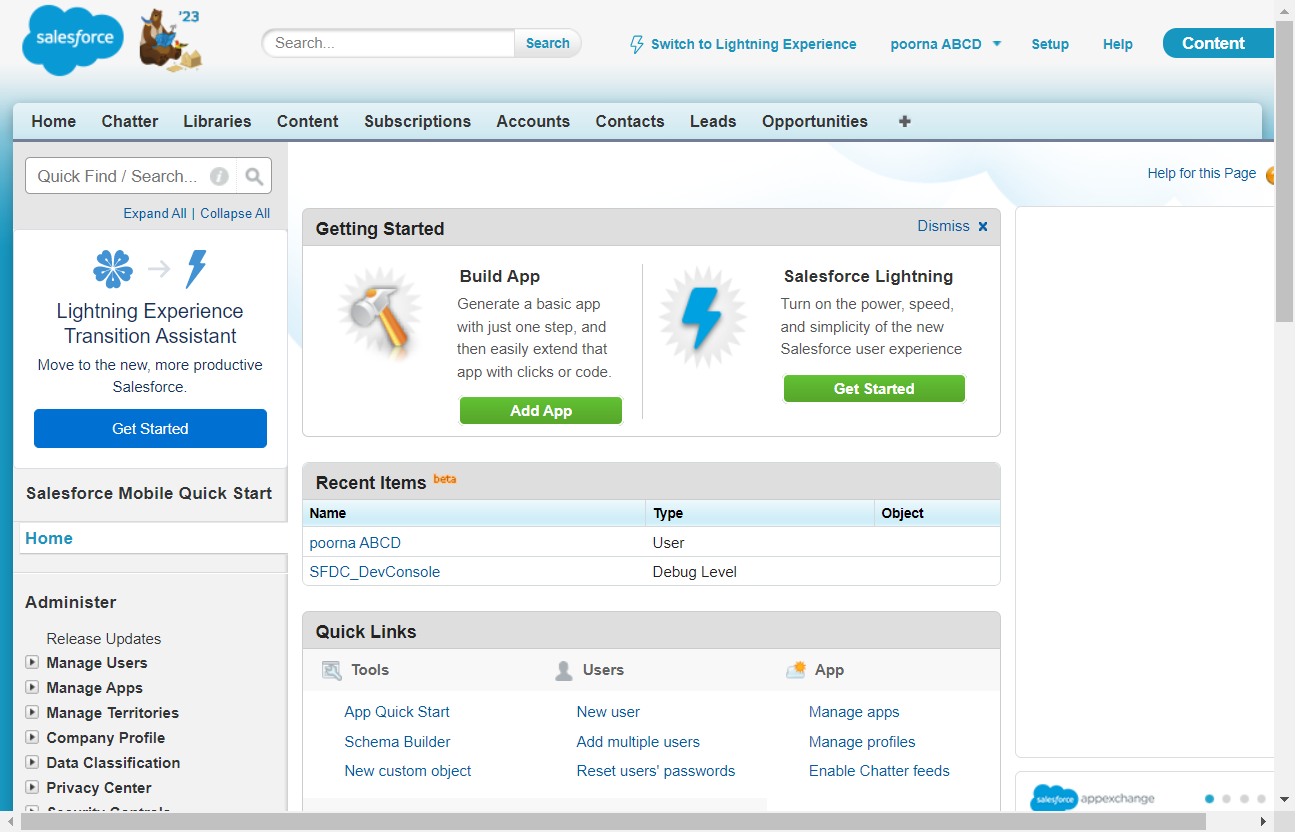 salesforce
'23
Search...
Search
Switch to Lightning Experience
poorna ABCD
Setup
Help
Content
Home
Chatter
Libraries
Content
Subscriptions
Accounts
Contacts
Leads
Opportunities
Quick Find / Search...
Expand All | Collapse All
Lightning Experience
Transition Assistant
Move to the new, more productive
Salesforce.
Get Started
Salesforce Mobile Quick Start
Home
Administer
Release Updates
Manage Users
Manage Apps
Manage Territories
Company Profile
Data Classification
Privacy Center
Security Controls
Help for this Page
Getting Started
Dismiss
Build App
Generate a basic app
with just one step, and
then easily extend that
app with clicks or code.
Add App
Salesforce Lightning
Turn on the power, speed,
and simplicity of the new
Salesforce user experience
Get Started
Recent Items beta
Name Type Object
poorna ABCD User
SFDC_DevConsole Debug Level
Quick Links
Tools
App Quick Start
Schema Builder
New custom object
Users
New user
Add multiple users
Reset users' passwords
App
Manage apps
Manage profiles
Enable Chatter feeds
salesforce appexchange